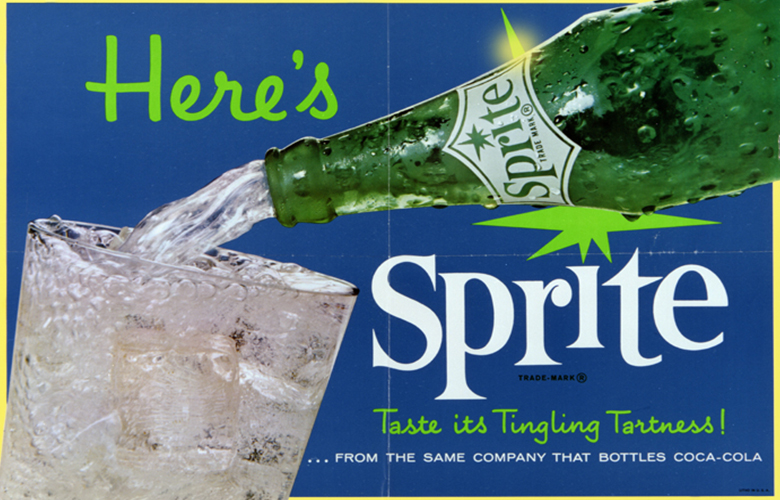 Here's
Sprite
TRADE MARK ®
Sprite
TRADE-MARK ®
Taste its Tingling Tartness!
... FROM THE SAME COMPANY THAT BOTTLES COCA-COLA